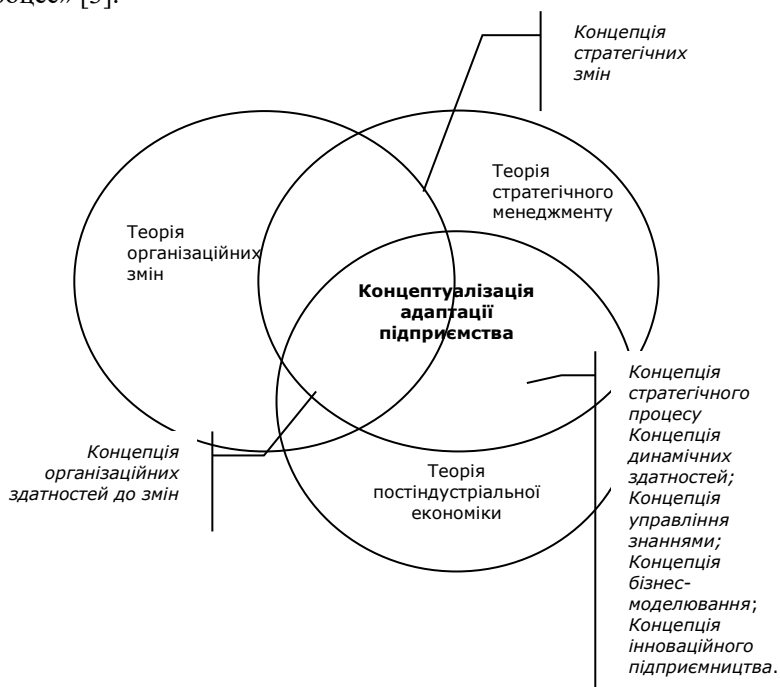 [3].
Концепція
стратегічних
змін
Теорія
стратегічного
менеджменту
Теорія
організаційних
змін
Концептуалізація
адаптації
підприємства
Концепція
стратегічного
процесу
Концепція
динамічних
здатностей;
Концепція
управління
знаннями;
Концепція
бізнес-
моделювання;
Концепція
інноваційного
підприємництва.
Концепція
організаційних
здатностей до змін
Теорія
постіндустріальної
економіки